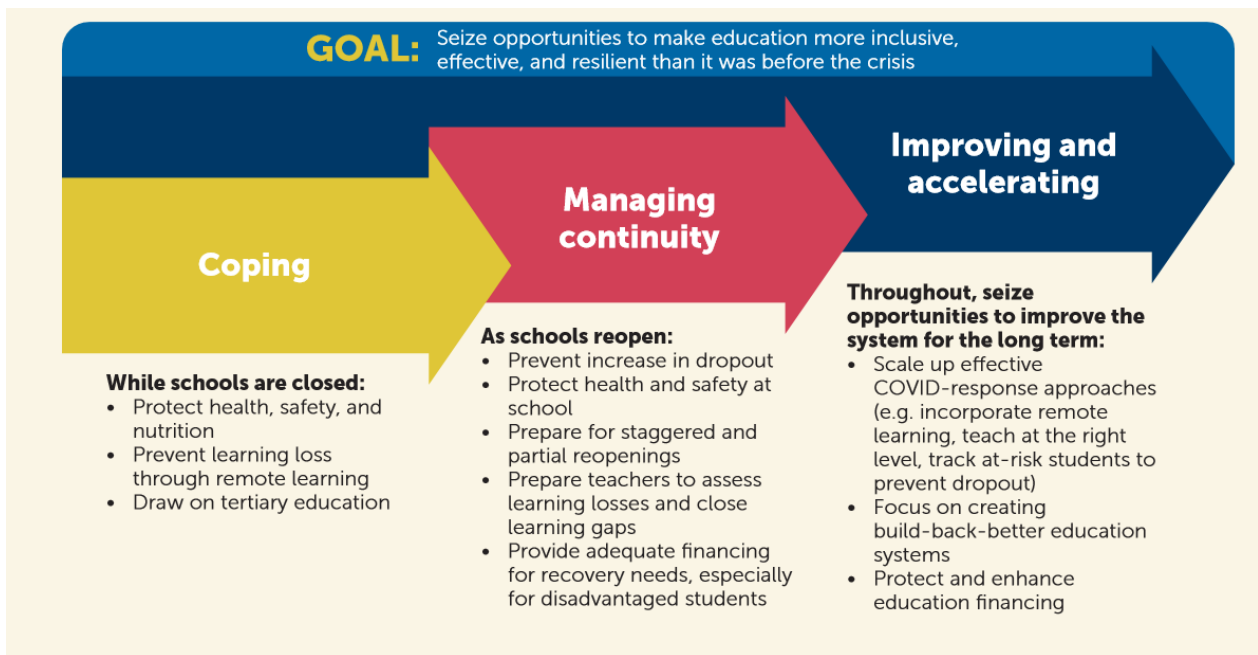 GOAL: Seize opportunities to make education more inclusive,
effective, and resilient than it was before the crisis
Coping
While schools are closed:
• Protect health, safety, and
nutrition
• Prevent learning loss
through remote learning
• Draw on tertiary education
Managing
continuity
As schools reopen:
• Prevent increase in dropout
• Protect health and safety at
school
• Prepare for staggered and
partial reopenings
• Prepare teachers to assess
learning losses and close
learning gaps
• Provide adequate financing
for recovery needs, especially
for disadvantaged students
Improving and
accelerating
Throughout, seize
opportunities to improve the
system for the long term:
• Scale up effective
COVID-response approaches
(e.g. incorporate remote
learning, teach at the right
level, track at-risk students to
prevent dropout)
• Focus on creating
build-back-better education
systems
• Protect and enhance
education financing